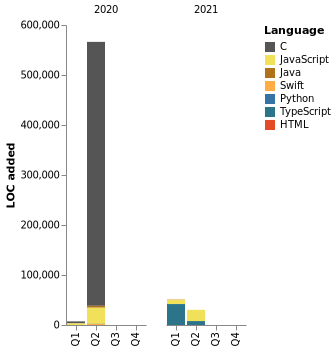 2020 2021
Language
C
JavaScript
Java
Swift
Python
TypeScript
HTML
LOC added
600,000
500,000
400,000
300,000
200,000
100,000
0
Q1 Q2 Q3 Q4 Q1 Q2 Q3 Q4